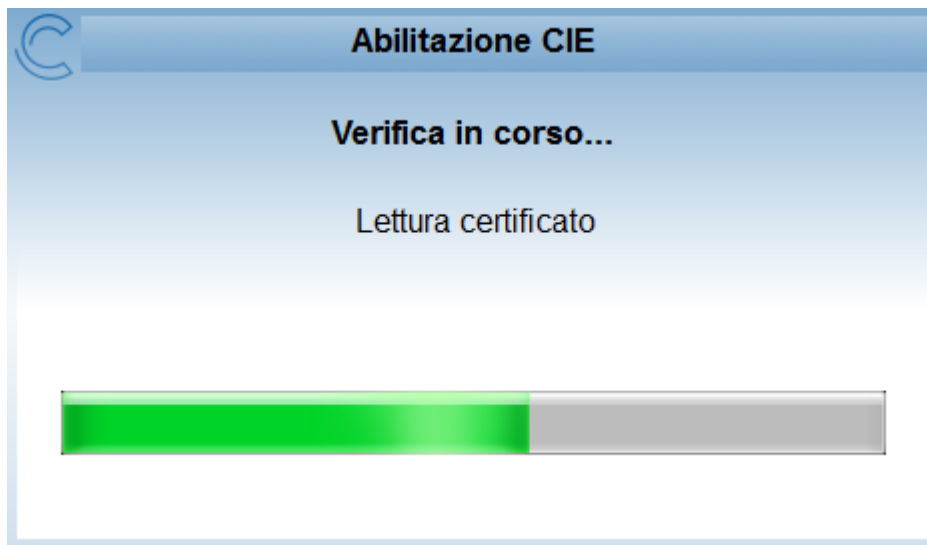 Abilitazione CIE
Verifica in corso...
Lettura certificato